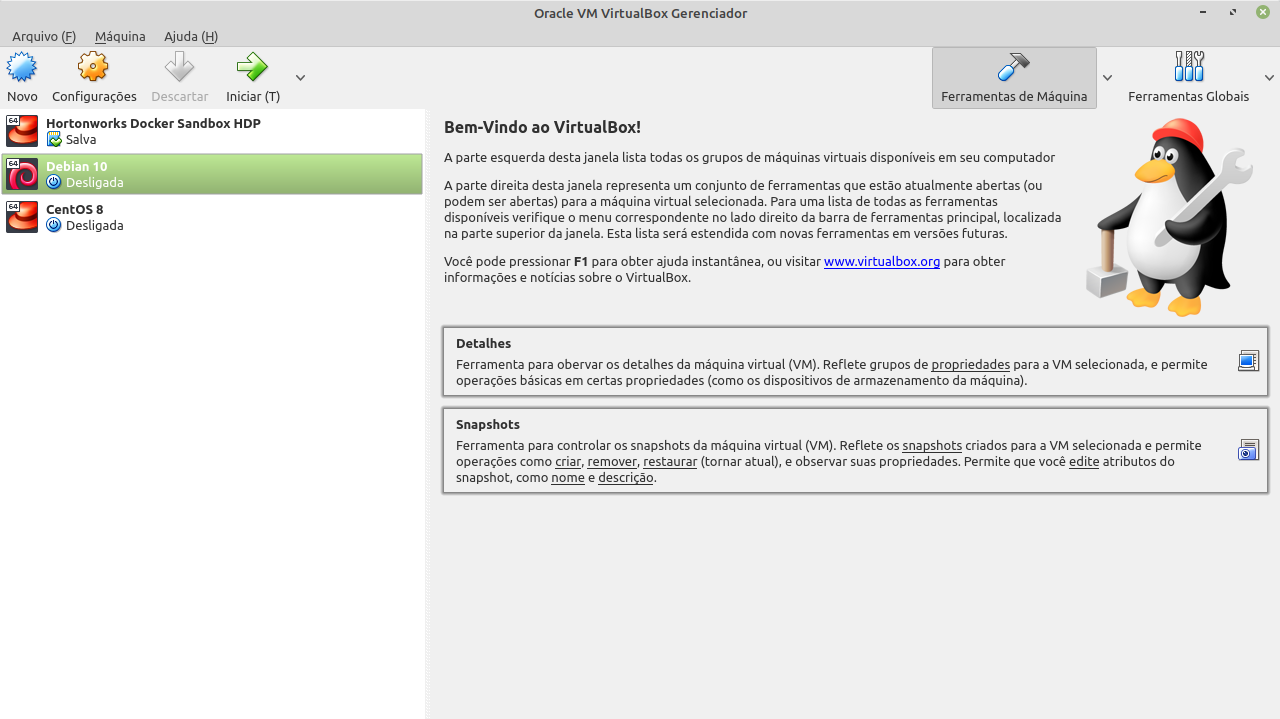 Oracle VM VirtualBox Gerenciador
Arquivo (F) Máquina Ajuda (H)
Novo Configurações Descartar Iniciar (T) Ferramentas de Máquina Ferramentas Globais
64 Hortonworks Docker Sandbox HDP
Salva
64 Debian 10
Desligada
64 CentOS 8
Desligada
Bem-Vindo ao VirtualBox!
A parte esquerda desta janela lista todas os grupos de máquinas virtuais disponíveis em seu computador
A parte direita desta janela representa um conjunto de ferramentas que estão atualmente abertas (ou
podem ser abertas) para a máquina virtual selecionada. Para uma lista de todas as ferramentas
disponíveis verifique o menu correspondente no lado direito da barra de ferramentas principal, localizada
na parte superior da janela. Esta lista será estendida com novas ferramentas em versões futuras.
Você pode pressionar F1 para obter ajuda instantânea, ou visitar www.virtualbox.org para obter
informações e notícias sobre o VirtualBox.
Detalhes
Ferramenta para obervar os detalhes da máquina virtual (VM). Reflete grupos de propriedades para a VM selecionada, e permite
operações básicas em certas propriedades (como os dispositivos de armazenamento da máquina).
Snapshots
Ferramenta para controlar os snapshots da máquina virtual (VM). Reflete os snapshots criados para a VM selecionada e permite
operações como criar, remover, restaurar (tornar atual), e observar suas propriedades. Permite que você edite atributos do
snapshot, como nome e descrição.